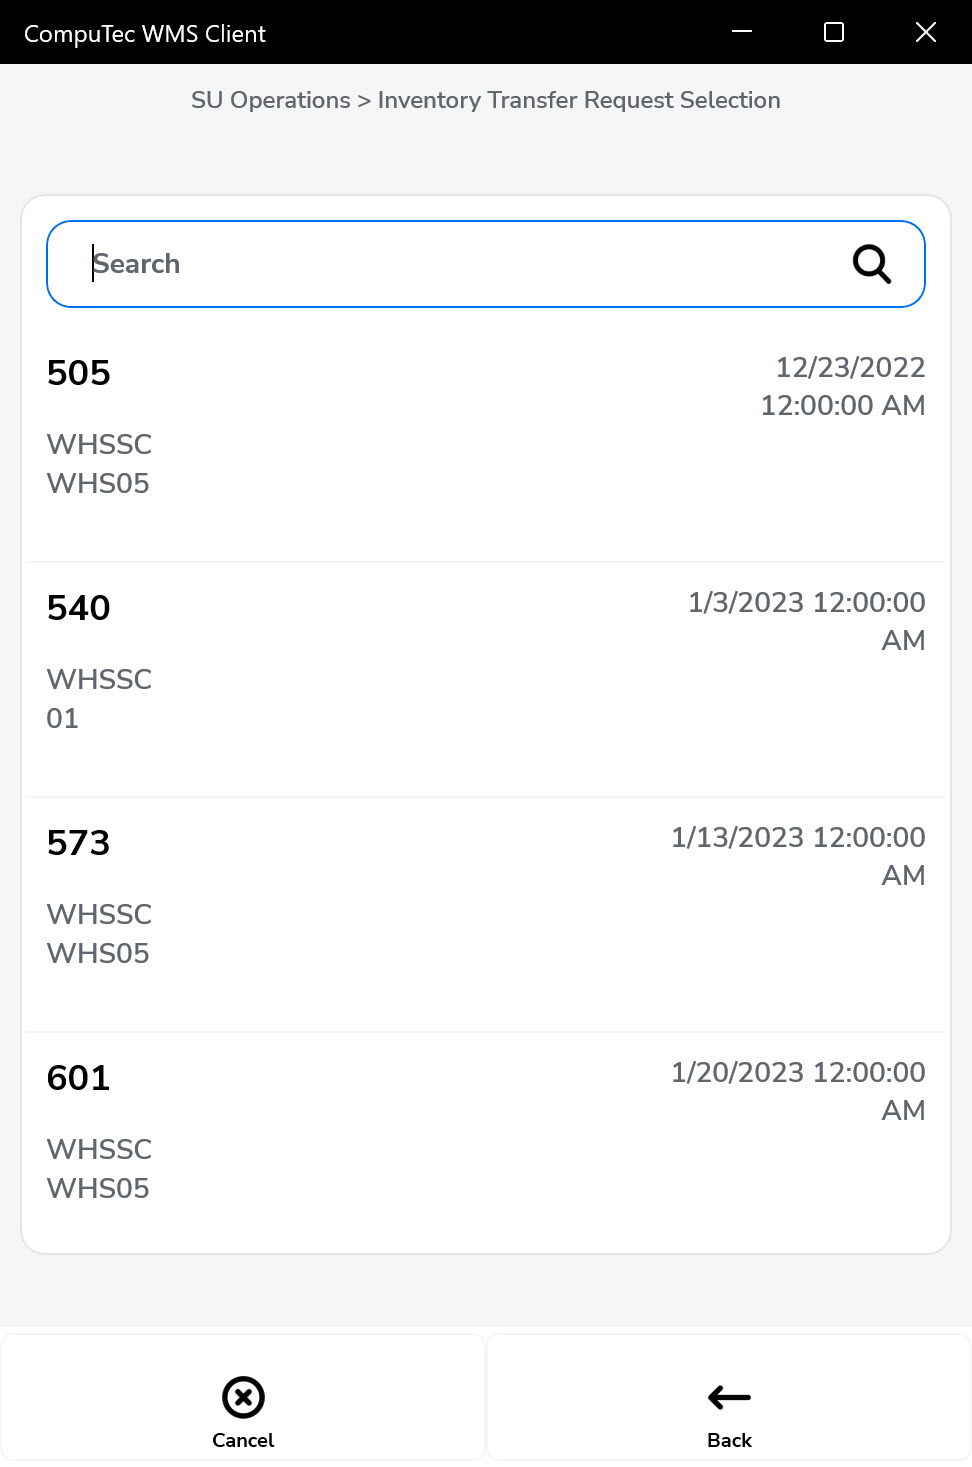 CompuTec WMS Client
SU Operations > Inventory Transfer Request Selection
Search
505
12/23/2022
12:00:00 AM
WHSSC
WHS05
540
1/3/2023 12:00:00
AM
WHSSC
01
573
1/13/2023 12:00:00
AM
WHSSC
WHS05
601
1/20/2023 12:00:00
AM
WHSSC
WHS05
Cancel
Back